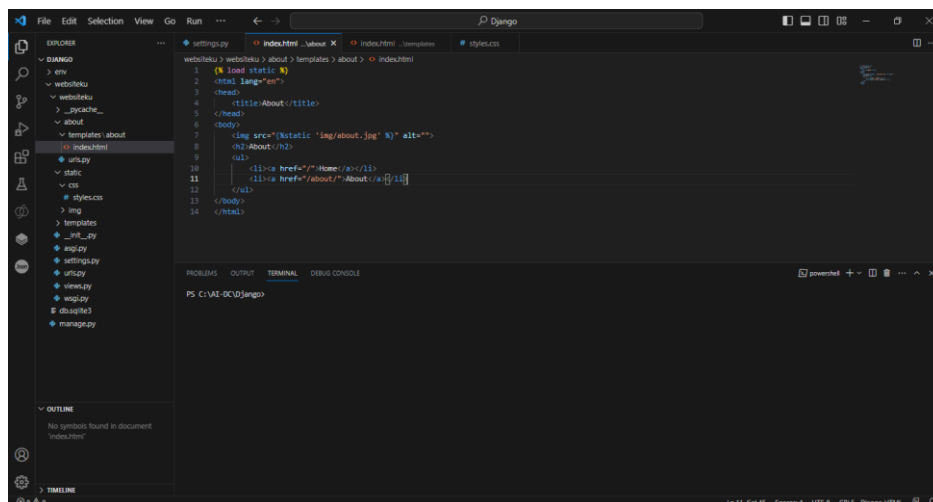 File Edit Selection View Go Run ··· Django
EXPLORER ···
DJANGO
env
websiteku
websiteku
__pycache__
about
templates\about
index.html
urls.py
static
css
styles.css
img
templates
__init__.py
asgi.py
settings.py
urls.py
views.py
wsgi.py
db.sqlite3
manage.py
OUTLINE
No symbols found in document
'index.html'
TIMELINE
settings.py index.html ...\about index.html ...\templates # styles.css
websiteku > websiteku > about > templates > about > index.html
1 {% load static %}
2 <html lang="en">
3 <head>
4 <title>About</title>
5 </head>
6 <body>
7 <img src="{%static 'img/about.jpg' %}" alt="">
8 <h2>About</h2>
9 <ul>
10 <li><a href="/">Home</a></li>
11 <li><a href="/about/">About</a></li>
12 </ul>
13 </body>
14 </html>
PROBLEMS OUTPUT TERMINAL DEBUG CONSOLE powershell
PS C:\AI-DC\Django>